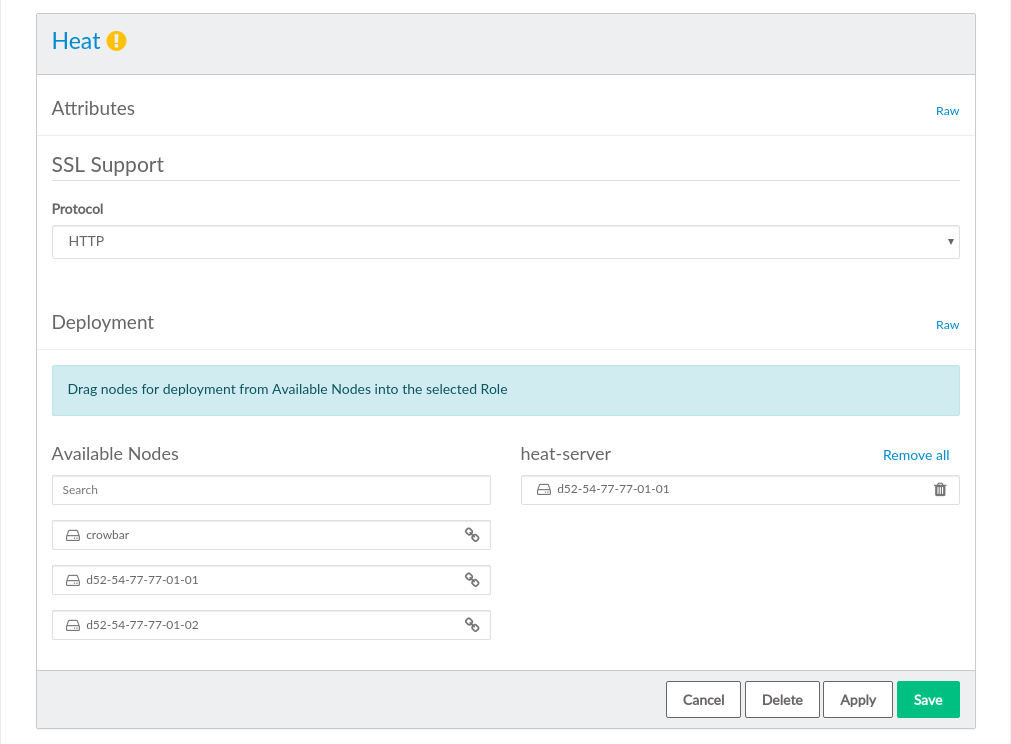 Heat
Attributes
Raw
SSL Support
Protocol
HTTP
Deployment
Raw
Drag nodes for deployment from Available Nodes into the selected Role
Available Nodes
Search
crowbar
d52-54-77-77-01-01
d52-54-77-77-01-02
heat-server
Remove all
d52-54-77-77-01-01
Cancel
Delete
Apply
Save